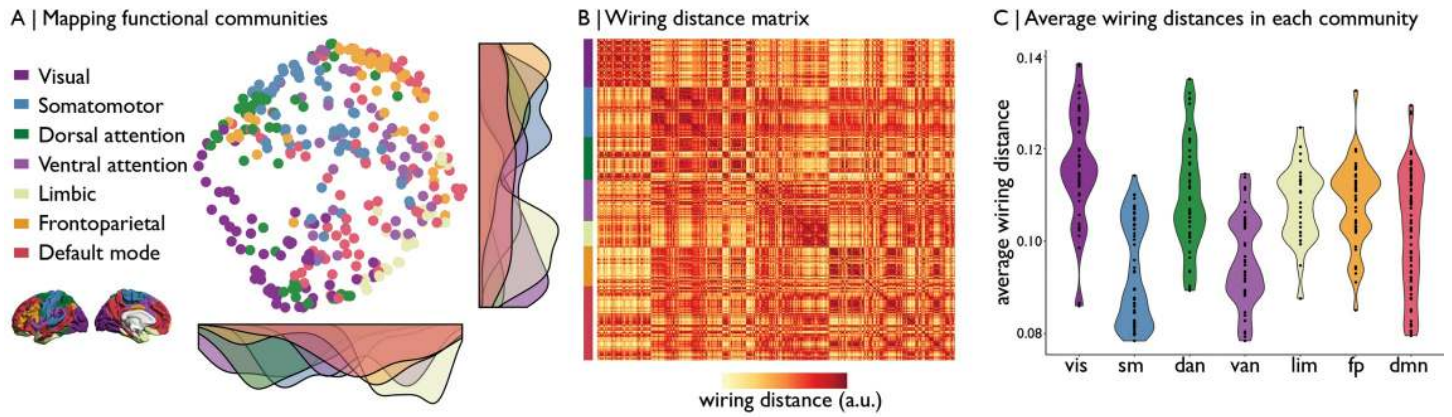 A | Mapping functional communities
Visual
Somatomotor
Dorsal attention
Ventral attention
Limbic
Frontoparietal
Default mode
B | Wiring distance matrix
wiring distance (a.u.)
C | Average wiring distances in each community
average wiring distance
0.14
0.12
0.10
0.08
vis sm dan van lim fp dmn